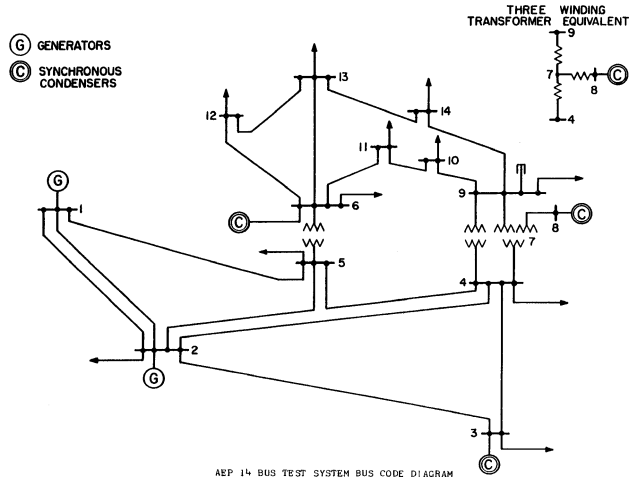 G GENERATORS
C SYNCHRONOUS
CONDENSERS
THREE WINDING
TRANSFORMER EQUIVALENT
9
7
C
8
4
13
14
12
11
10
9
G
1
C
6
C
8
7
5
4
2
G
3
C
AEP 14 BUS TEST SYSTEM BUS CODE DIAGRAM